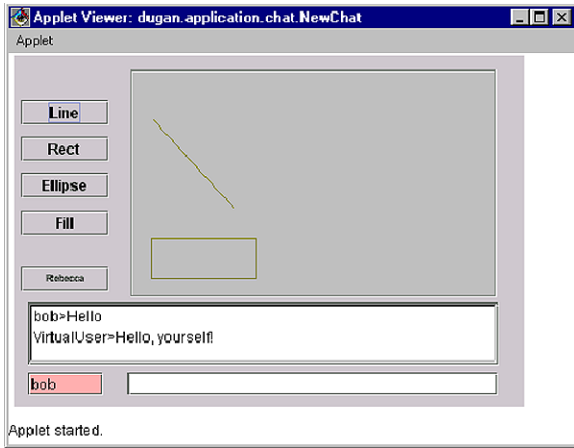 Applet Viewer: dugan.application.chat.NewChat
Applet
Line
Rect
Ellipse
Fill
Rebecca
bob>Hello
VirtualUser>Hello, yourself!
bob
Applet started.